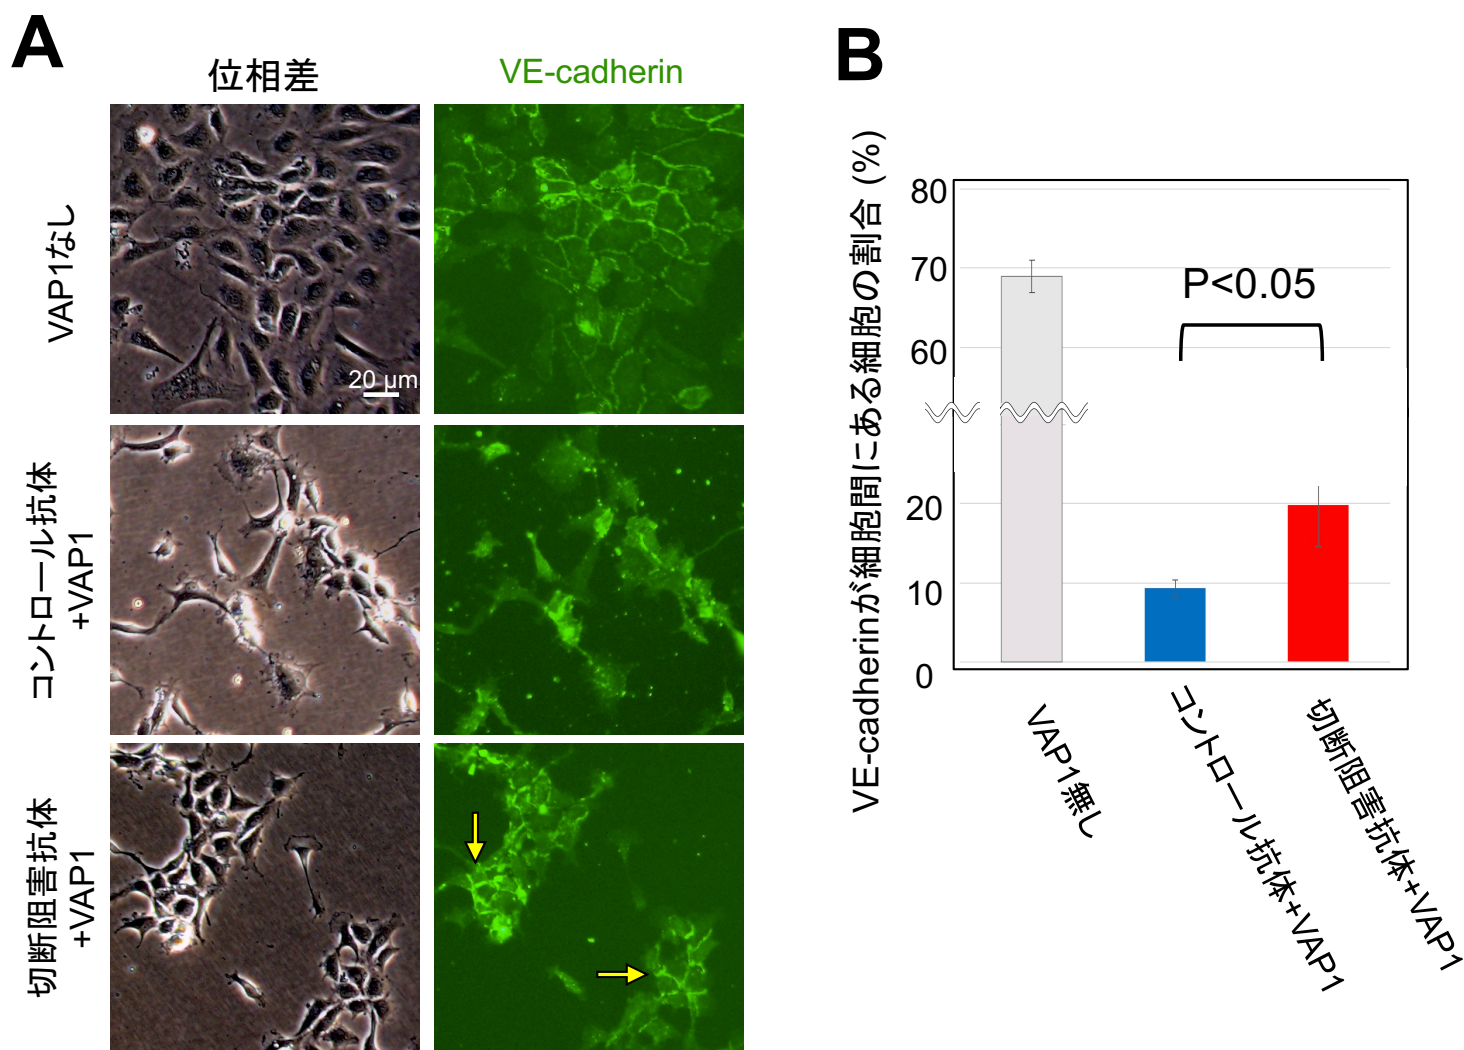 A
位相差
VE-cadherin
VAP1なし
20 μm
コントロール抗体
+VAP1
切断阻害抗体
+VAP1
B
VE-cadherinが細胞間にある細胞の割合 (%)
80
70
60
20
10
0
P<0.05
VAP1無し
コントロール抗体+VAP1
切断阻害抗体+VAP1